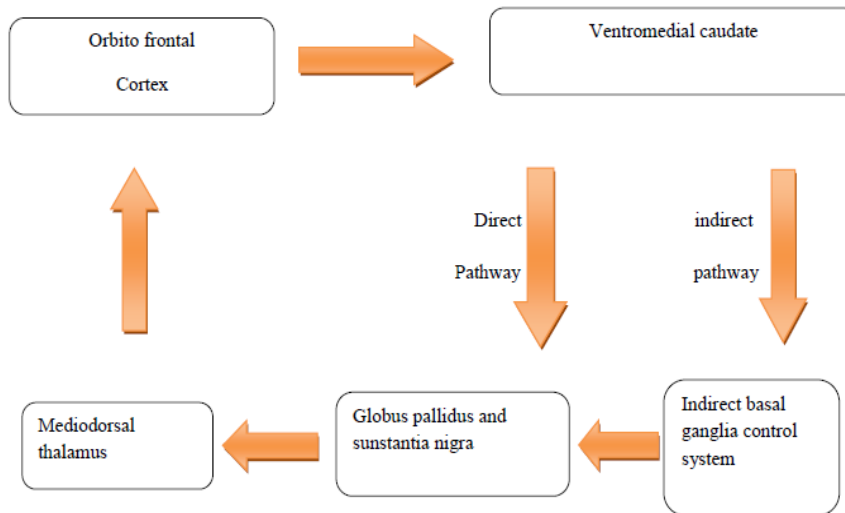 Orbito frontal
Cortex
Ventromedial caudate
Direct
Pathway
indirect
pathway
Mediodorsal
thalamus
Globus pallidus and
sunstantia nigra
Indirect basal
ganglia control
system